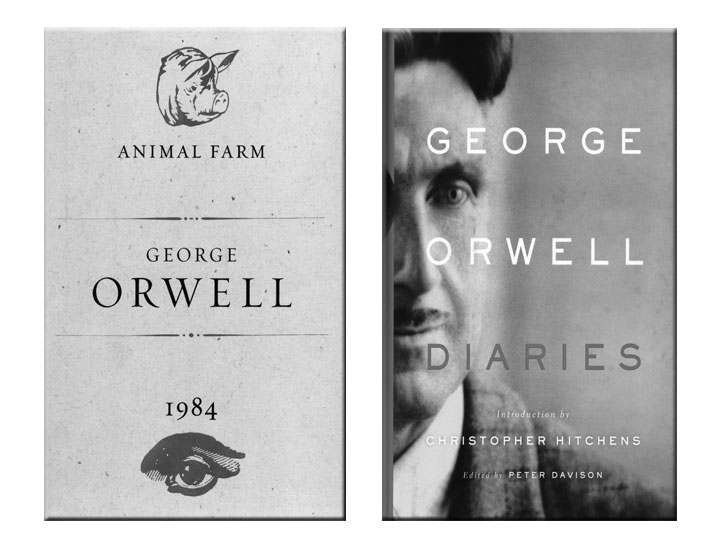 ANIMAL FARM
GEORGE
ORWELL
1984
GEORGE
ORWELL
DIARIES
Introduction by
CHRISTOPHER HITCHENS
Edited by PETER DAVISON